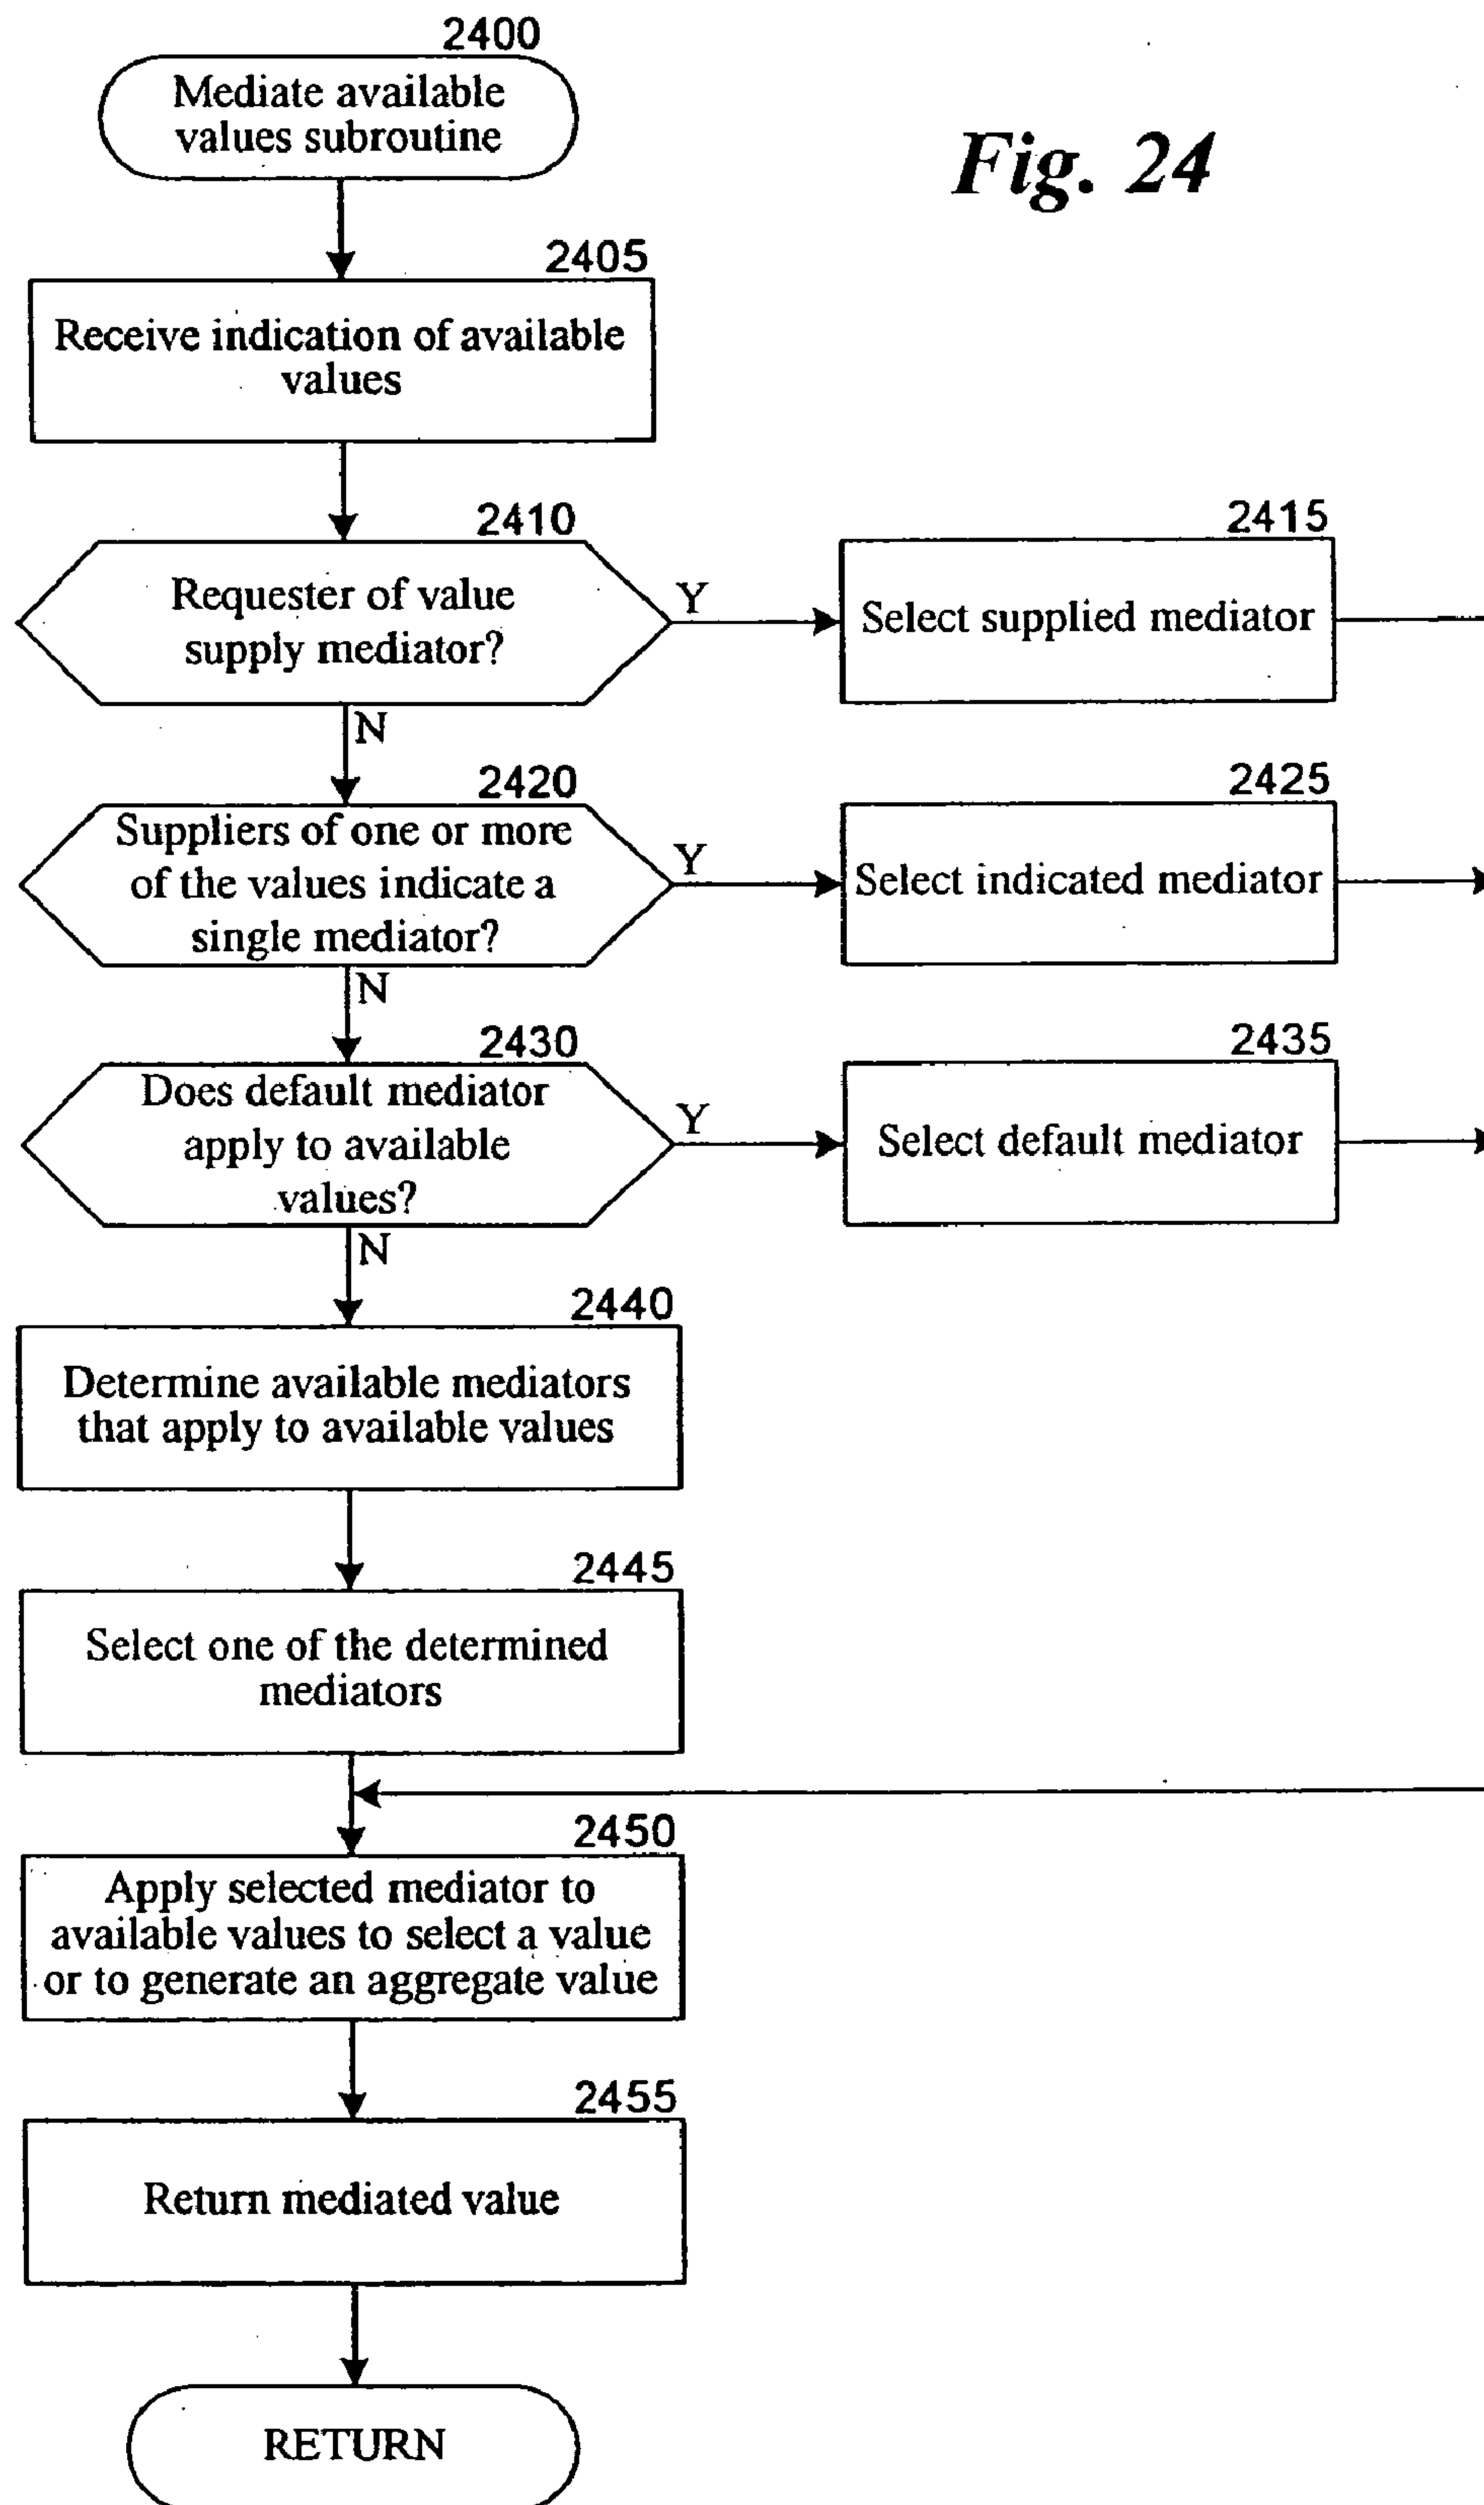 2400
Mediate available
values subroutine
Fig. 24
2405
Receive indication of available
values
2410
Requester of value
supply mediator?
Y
2415
Select supplied mediator
N
2420
Suppliers of one or more
of the values indicate a
single mediator?
Y
2425
Select indicated mediator
N
2430
Does default mediator
apply to available
values?
Y
2435
Select default mediator
N
2440
Determine available mediators
that apply to available values
2445
Select one of the determined
mediators
2450
Apply selected mediator to
available values to select a value
or to generate an aggregate value
2455
Return mediated value
RETURN